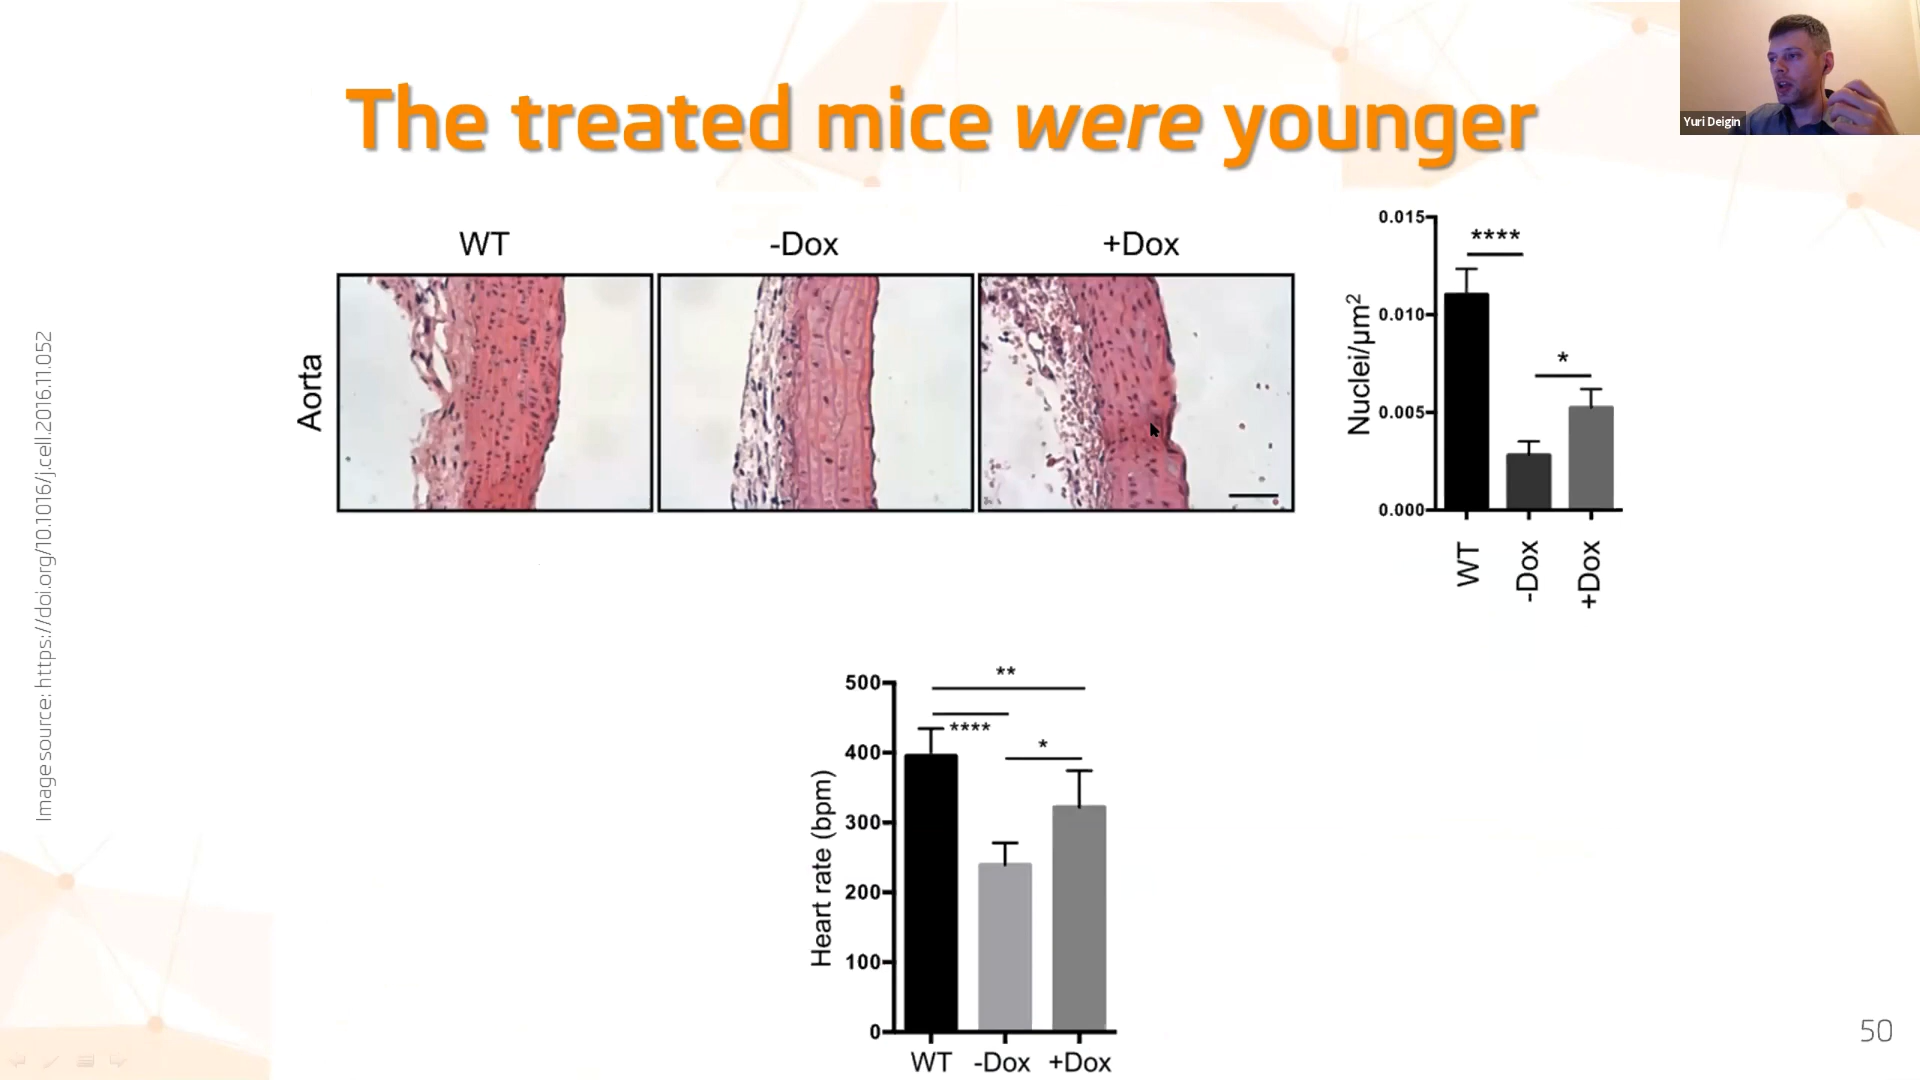 The treated mice were younger
Yuri Deigin
WT
-Dox
+Dox
Aorta
Image source: https://doi.org/10.1016/j.cell.2016.11.052
Nuclei/µm²
0.015
0.010
0.005
0.000
****
*
WT
-Dox
+Dox
Heart rate (bpm)
500
400
300
200
100
0
**
****
*
WT
-Dox
+Dox
50